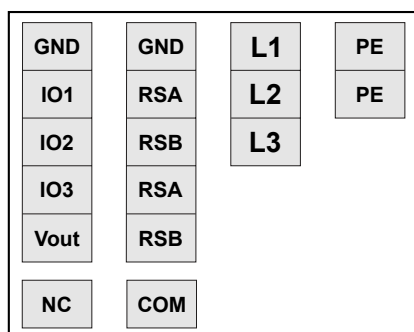 GND GND L1 PE
IO1 RSA L2 PE
IO2 RSB L3
IO3 RSA
Vout RSB
NC COM